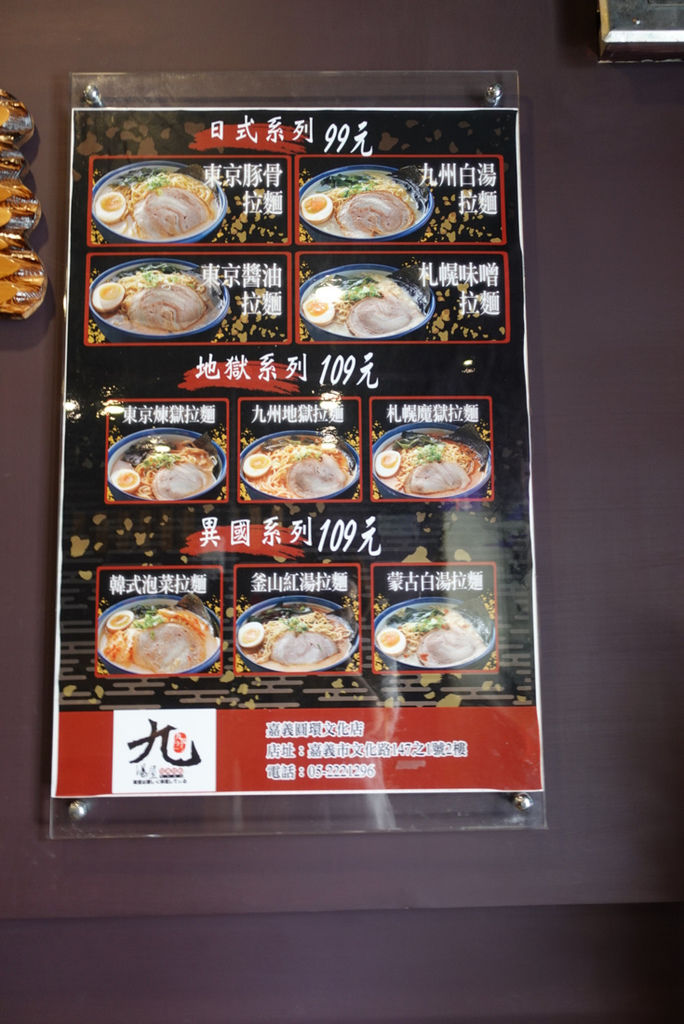 日式系列 99元
東京豚骨
拉麵
九州白湯
拉麵
東京醬油
拉麵
札幌味噌
拉麵
地獄系列 109元
東京煉獄拉麵
九州地獄拉麵
札幌魔獄拉麵
異國系列 109元
韓式泡菜拉麵
釜山紅湯拉麵
蒙古白湯拉麵
九
嘉義圓環文化店
店址：嘉義市文化路147之1號2樓
電話：05-2221296